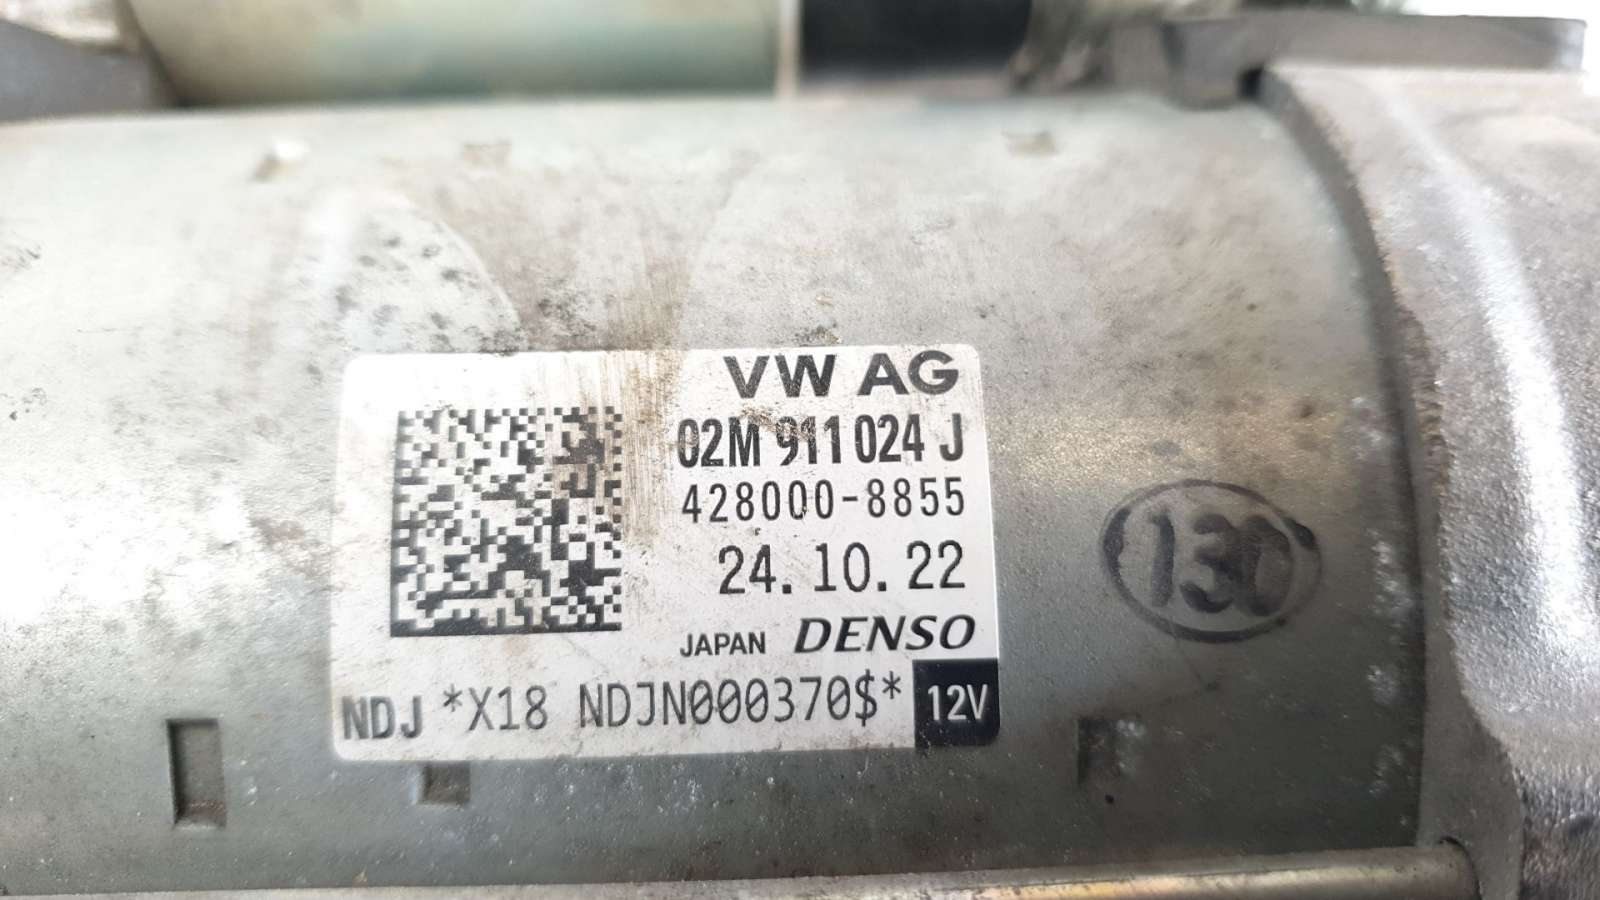 VW AG
02M 911 024 J
428000-8855
24. 10. 22
JAPAN DENSO
NDJ *X18 NDJN000370$* 12V
130